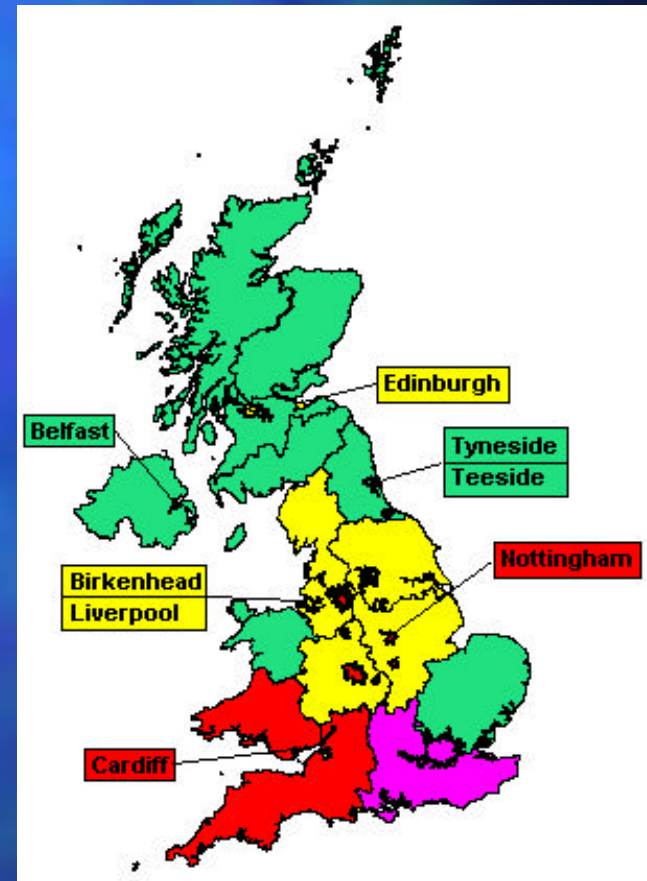 Edinburgh
Belfast
Tyneside
Teeside
Nottingham
Birkenhead
Liverpool
Cardiff